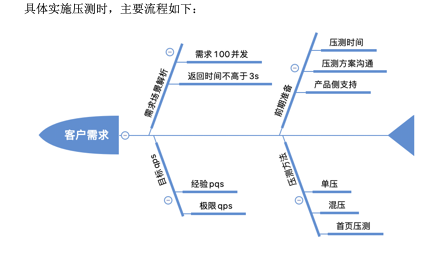 具体实施压测时，主要流程如下：
客户需求
需求场景解析
需求100并发
返回时间不高于3s
前期准备
压测时间
压测方案沟通
产品侧支持
目标qps
经验pqs
极限qps
压测方法
单压
混压
首页压测